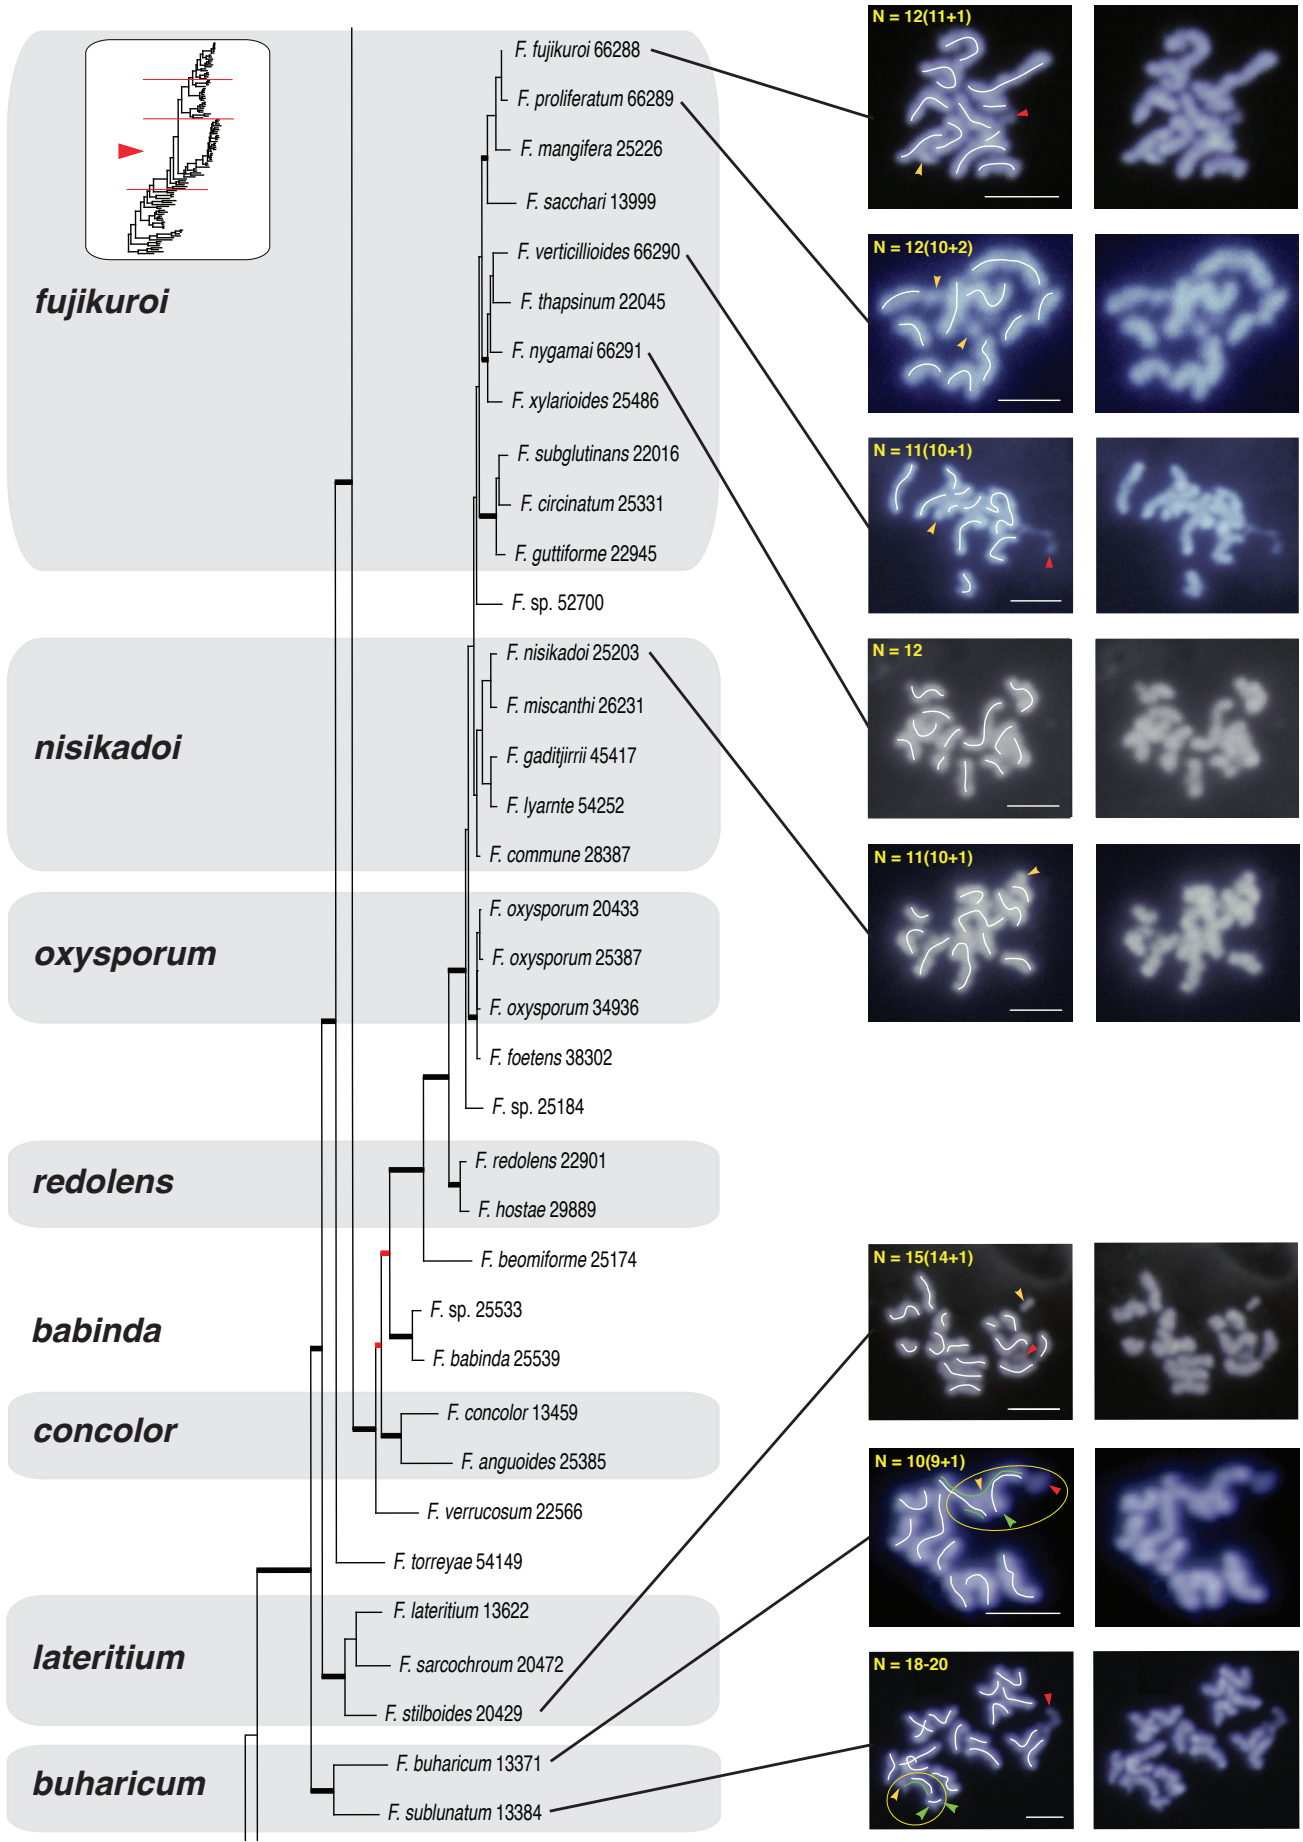 fujikuroi
F. fujikuroi 66288
F. proliferatum 66289
F. mangifera 25226
F. sacchari 13999
F. verticillioides 66290
F. thapsinum 22045
F. nygamai 66291
F. xylarioides 25486
F. subglutinans 22016
F. circinatum 25331
F. guttiforme 22945
F. sp. 52700
nisikadoi
F. nisikadoi 25203
F. miscanthi 26231
F. gaditjirrii 45417
F. lyarnte 54252
F. commune 28387
oxysporum
F. oxysporum 20433
F. oxysporum 25387
F. oxysporum 34936
F. foetens 38302
F. sp. 25184
redolens
F. redolens 22901
F. hostae 29889
F. beomiforme 25174
babinda
F. sp. 25533
F. babinda 25539
concolor
F. concolor 13459
F. anguoides 25385
F. verrucosum 22566
F. torreyae 54149
lateritium
F. lateritium 13622
F. sarcochroum 20472
F. stilboides 20429
buharicum
F. buharicum 13371
F. sublunatum 13384
N = 12(11+1)
N = 12(10+2)
N = 11(10+1)
N = 12
N = 11(10+1)
N = 15(14+1)
N = 10(9+1)
N = 18-20